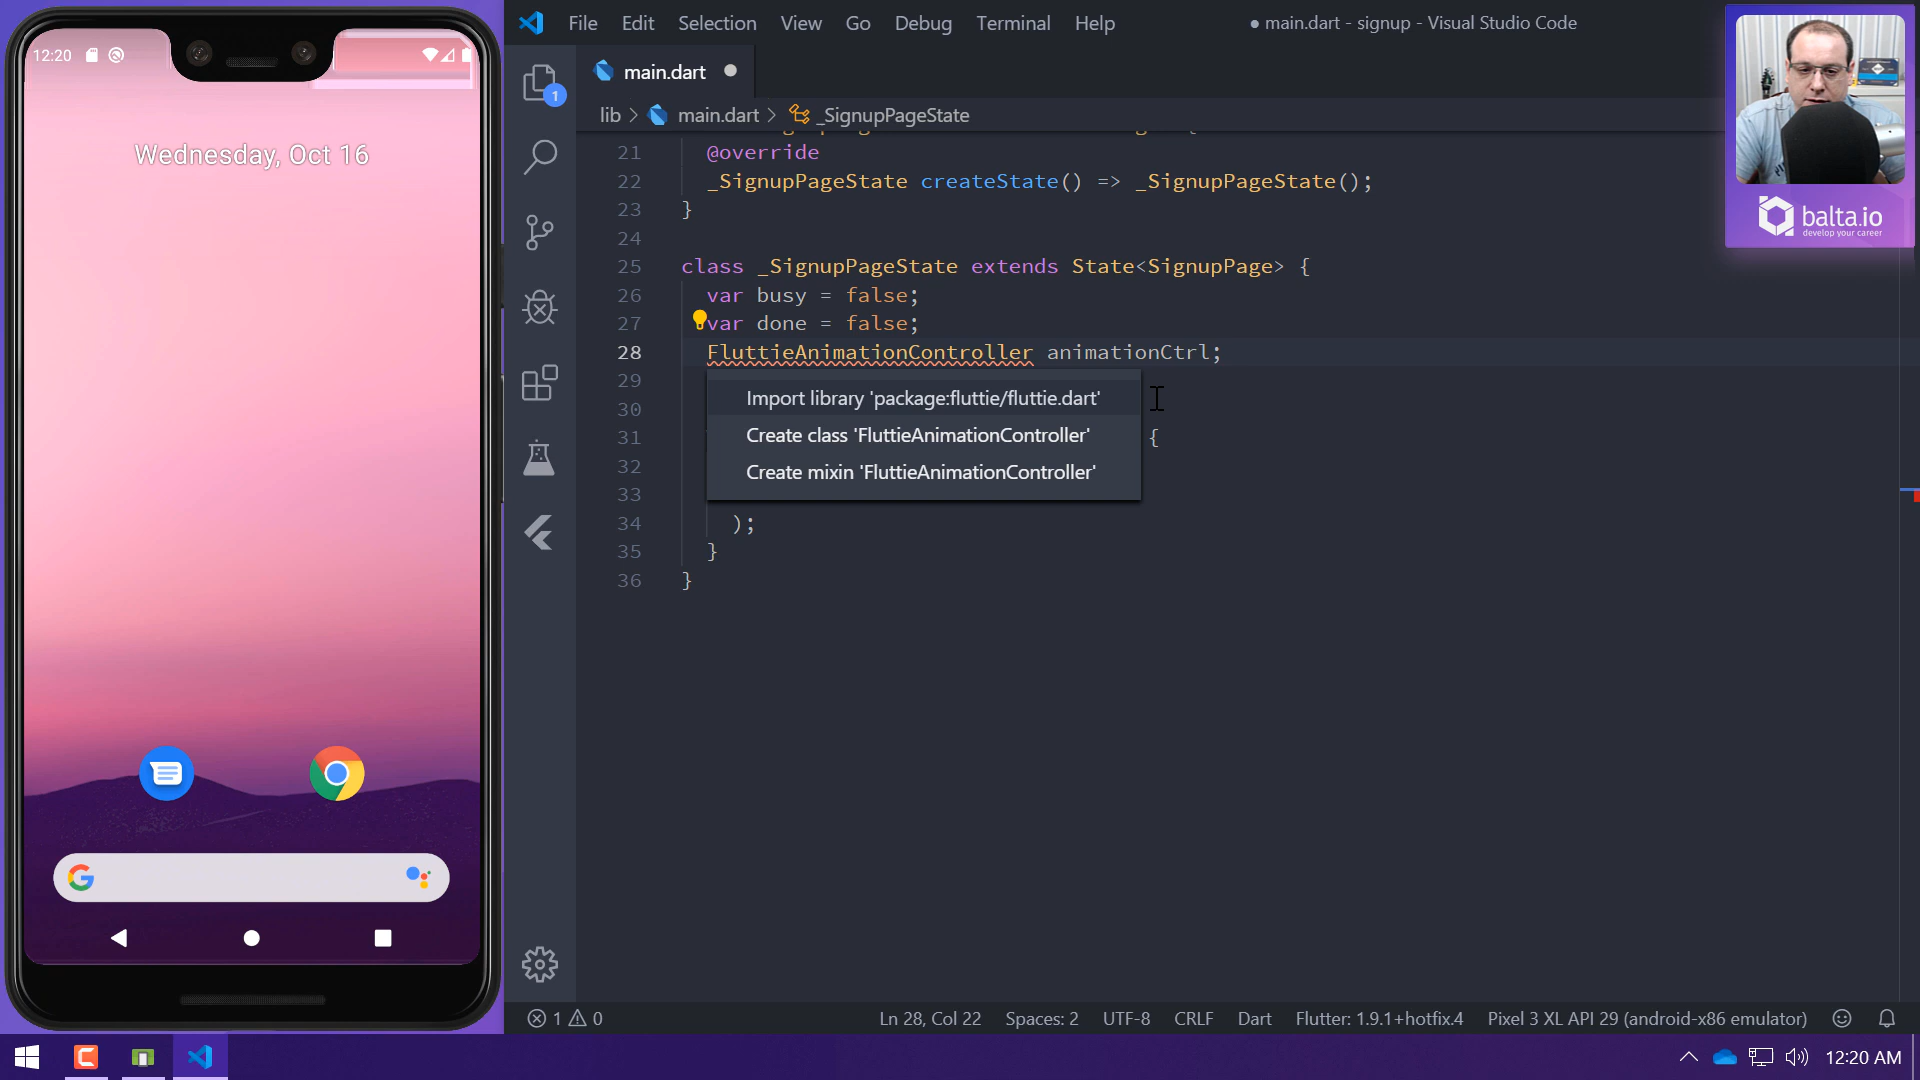 12:20
Wednesday, Oct 16
File Edit Selection View Go Debug Terminal Help
● main.dart - signup - Visual Studio Code
main.dart
1
lib > main.dart > _SignupPageState
21 @override
22 _SignupPageState createState() => _SignupPageState();
23 }
24
25 class _SignupPageState extends State<SignupPage> {
26 var busy = false;
27 var done = false;
28 FluttieAnimationController animationCtrl;
29
30
31 {
32
33
34 );
35 }
36 }
Import library 'package:fluttie/fluttie.dart'
Create class 'FluttieAnimationController'
Create mixin 'FluttieAnimationController'
balta.io
develop your career
1 0
Ln 28, Col 22 Spaces: 2 UTF-8 CRLF Dart Flutter: 1.9.1+hotfix.4 Pixel 3 XL API 29 (android-x86 emulator)
12:20 AM